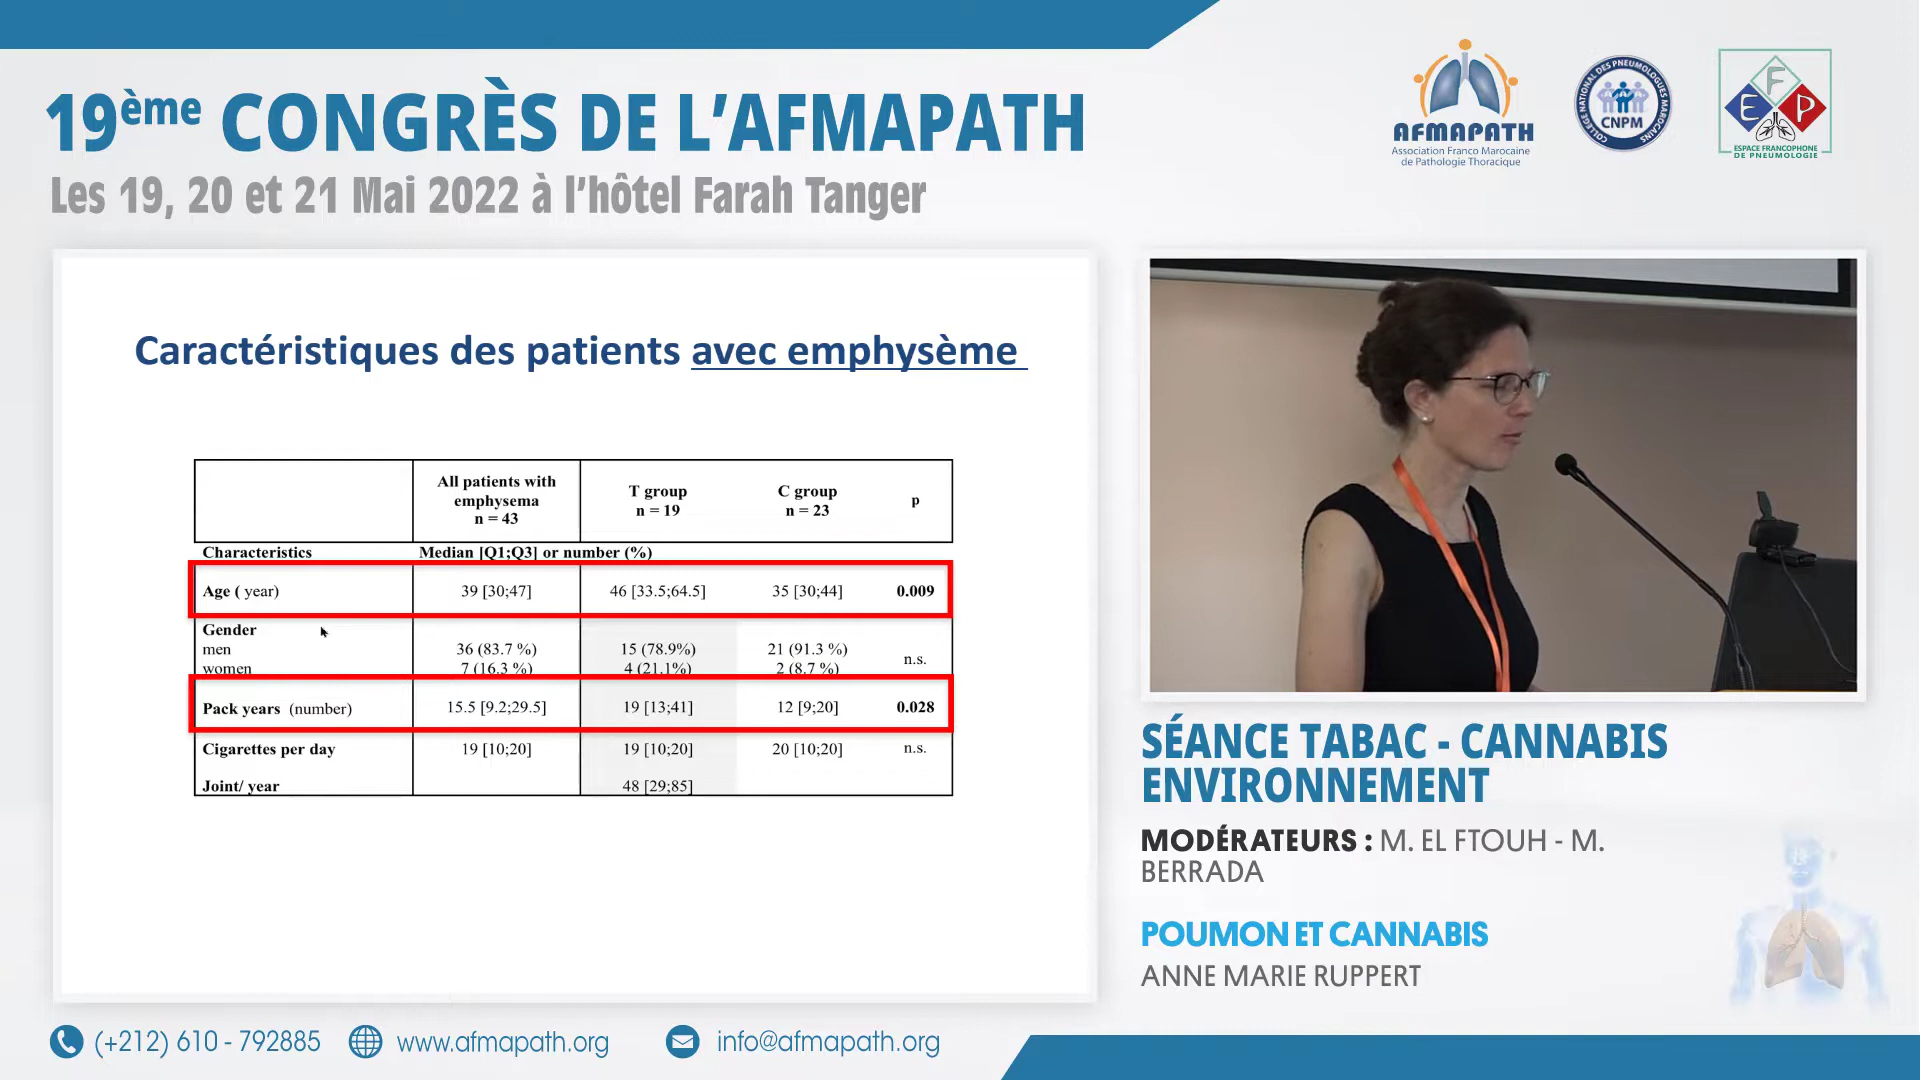 19ème CONGRÈS DE L’AFMAPATH
Les 19, 20 et 21 Mai 2022 à l’hôtel Farah Tanger
AFMAPATH
Association Franco Marocaine
de Pathologie Thoracique
COLLÈGE NATIONAL DES PNEUMOLOGUES MAROCAINS
CNPM
E F P
ESPACE FRANCOPHONE
DE PNEUMOLOGIE
Caractéristiques des patients avec emphysème
All patients with
emphysema
n = 43
T group
n = 19
C group
n = 23
p
Characteristics Median [Q1;Q3] or number (%)
Age ( year) 39 [30;47] 46 [33.5;64.5] 35 [30;44] 0.009
Gender
men 36 (83.7 %) 15 (78.9%) 21 (91.3 %)
n.s.
women 7 (16.3 %) 4 (21.1%) 2 (8.7 %)
Pack years (number) 15.5 [9.2;29.5] 19 [13;41] 12 [9;20] 0.028
Cigarettes per day 19 [10;20] 19 [10;20] 20 [10;20] n.s.
Joint/ year 48 [29;85]
SÉANCE TABAC - CANNABIS
ENVIRONNEMENT
MODÉRATEURS : M. EL FTOUH - M.
BERRADA
POUMON ET CANNABIS
ANNE MARIE RUPPERT
(+212) 610 - 792885 www.afmapath.org info@afmapath.org